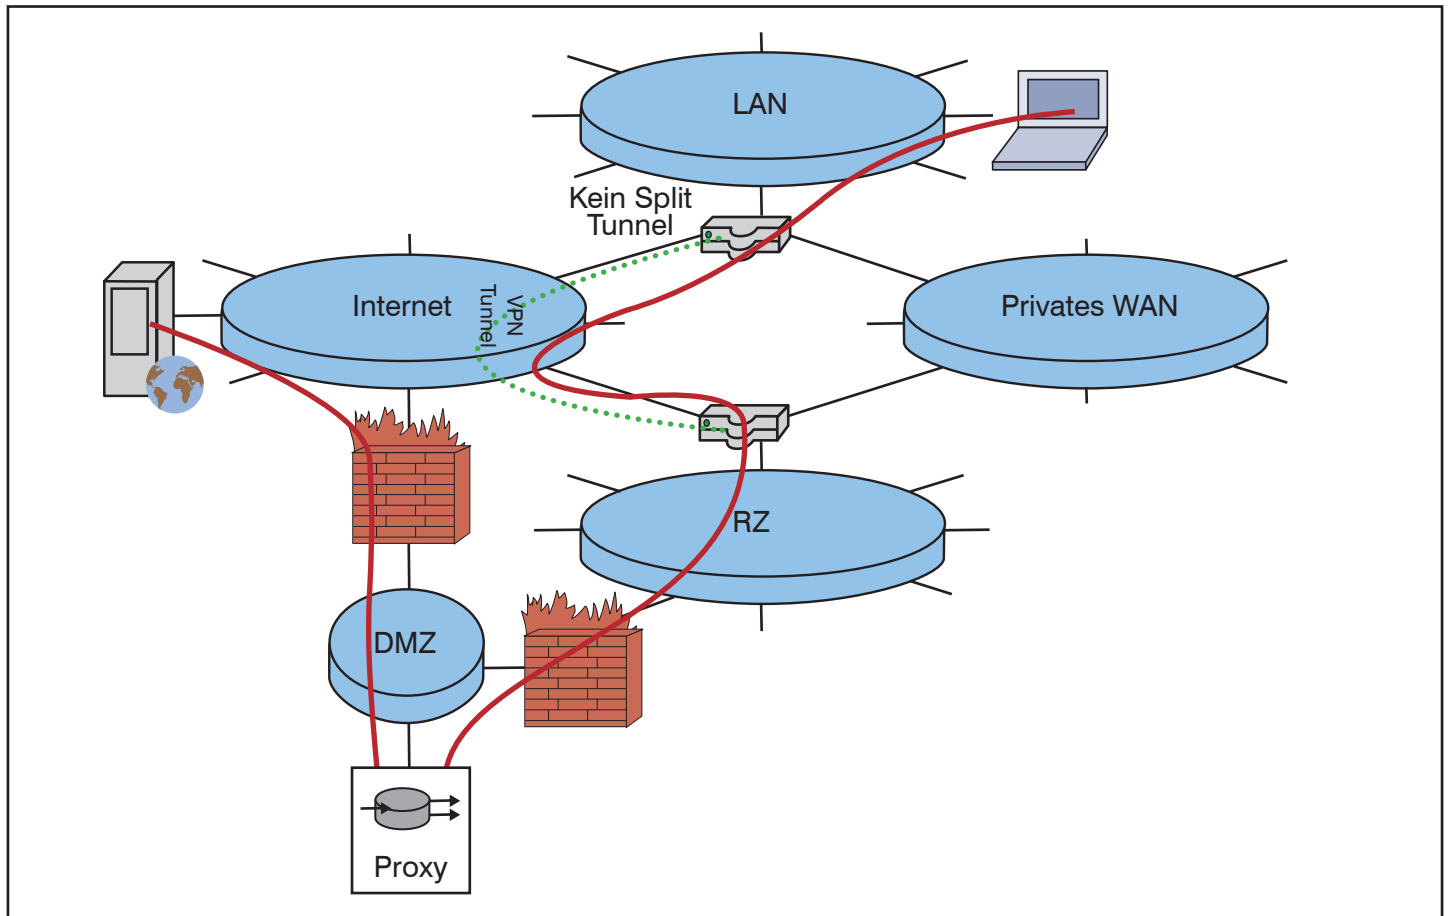 LAN
Kein Split
Tunnel
Internet
VPN
Tunnel
Privates WAN
RZ
DMZ
Proxy